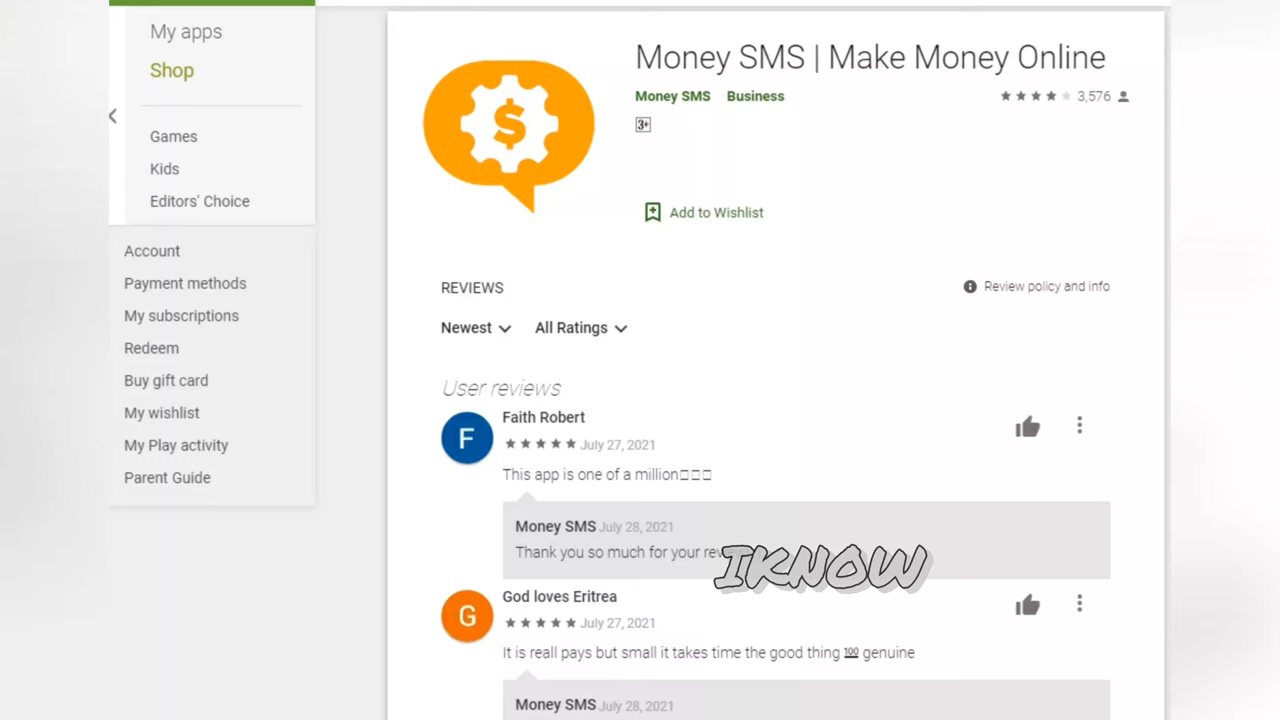 My apps
Shop
Games
Kids
Editors' Choice
Account
Payment methods
My subscriptions
Redeem
Buy gift card
My wishlist
My Play activity
Parent Guide
Money SMS | Make Money Online
Money SMS Business
3,576
3+
Add to Wishlist
REVIEWS
Review policy and info
Newest All Ratings
User reviews
F
Faith Robert
July 27, 2021
This app is one of a million
Money SMS July 28, 2021
Thank you so much for your
IKNOW
G
God loves Eritrea
July 27, 2021
It is reall pays but small it takes time the good thing 💯 genuine
Money SMS July 28, 2021